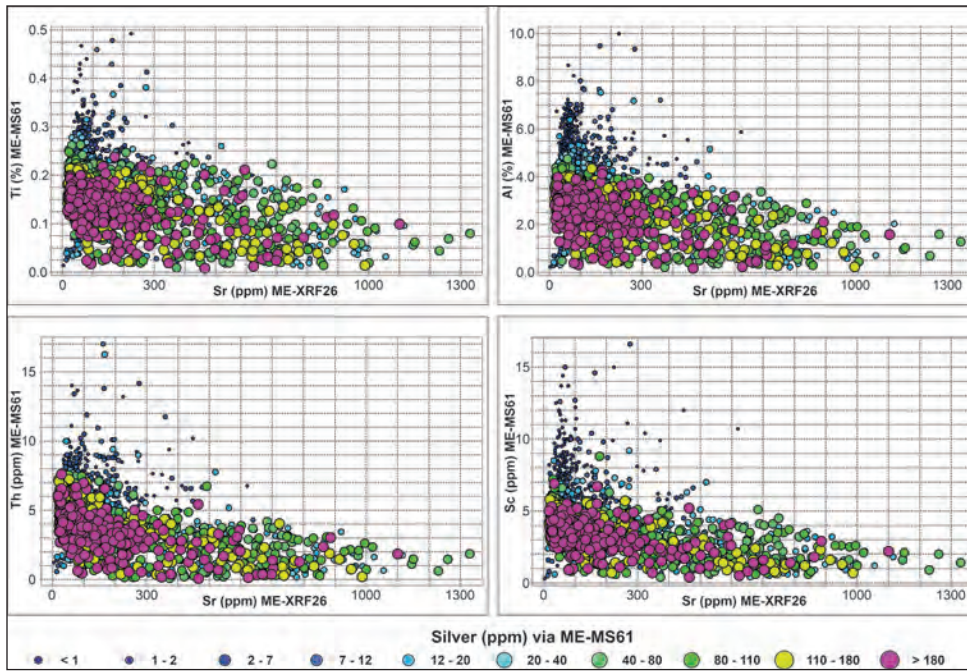 0.5
0.4
0.3
0.2
0.1
0.0
Ti (%) ME-MS61
0 300 1000 1300
Sr (ppm) ME-XRF26
10.0
8.0
6.0
4.0
2.0
0.0
Al (%) ME-MS61
0 300 1000 1300
Sr (ppm) ME-XRF26
15
10
5
0
Th (ppm) ME-MS61
0 300 1000 1300
Sr (ppm) ME-XRF26
15
10
5
0
Sc (ppm) ME-MS61
0 300 1000 1300
Sr (ppm) ME-XRF26
Silver (ppm) via ME-MS61
< 1 1 - 2 2 - 7 7 - 12 12 - 20 20 - 40 40 - 80 80 - 110 110 - 180 > 180